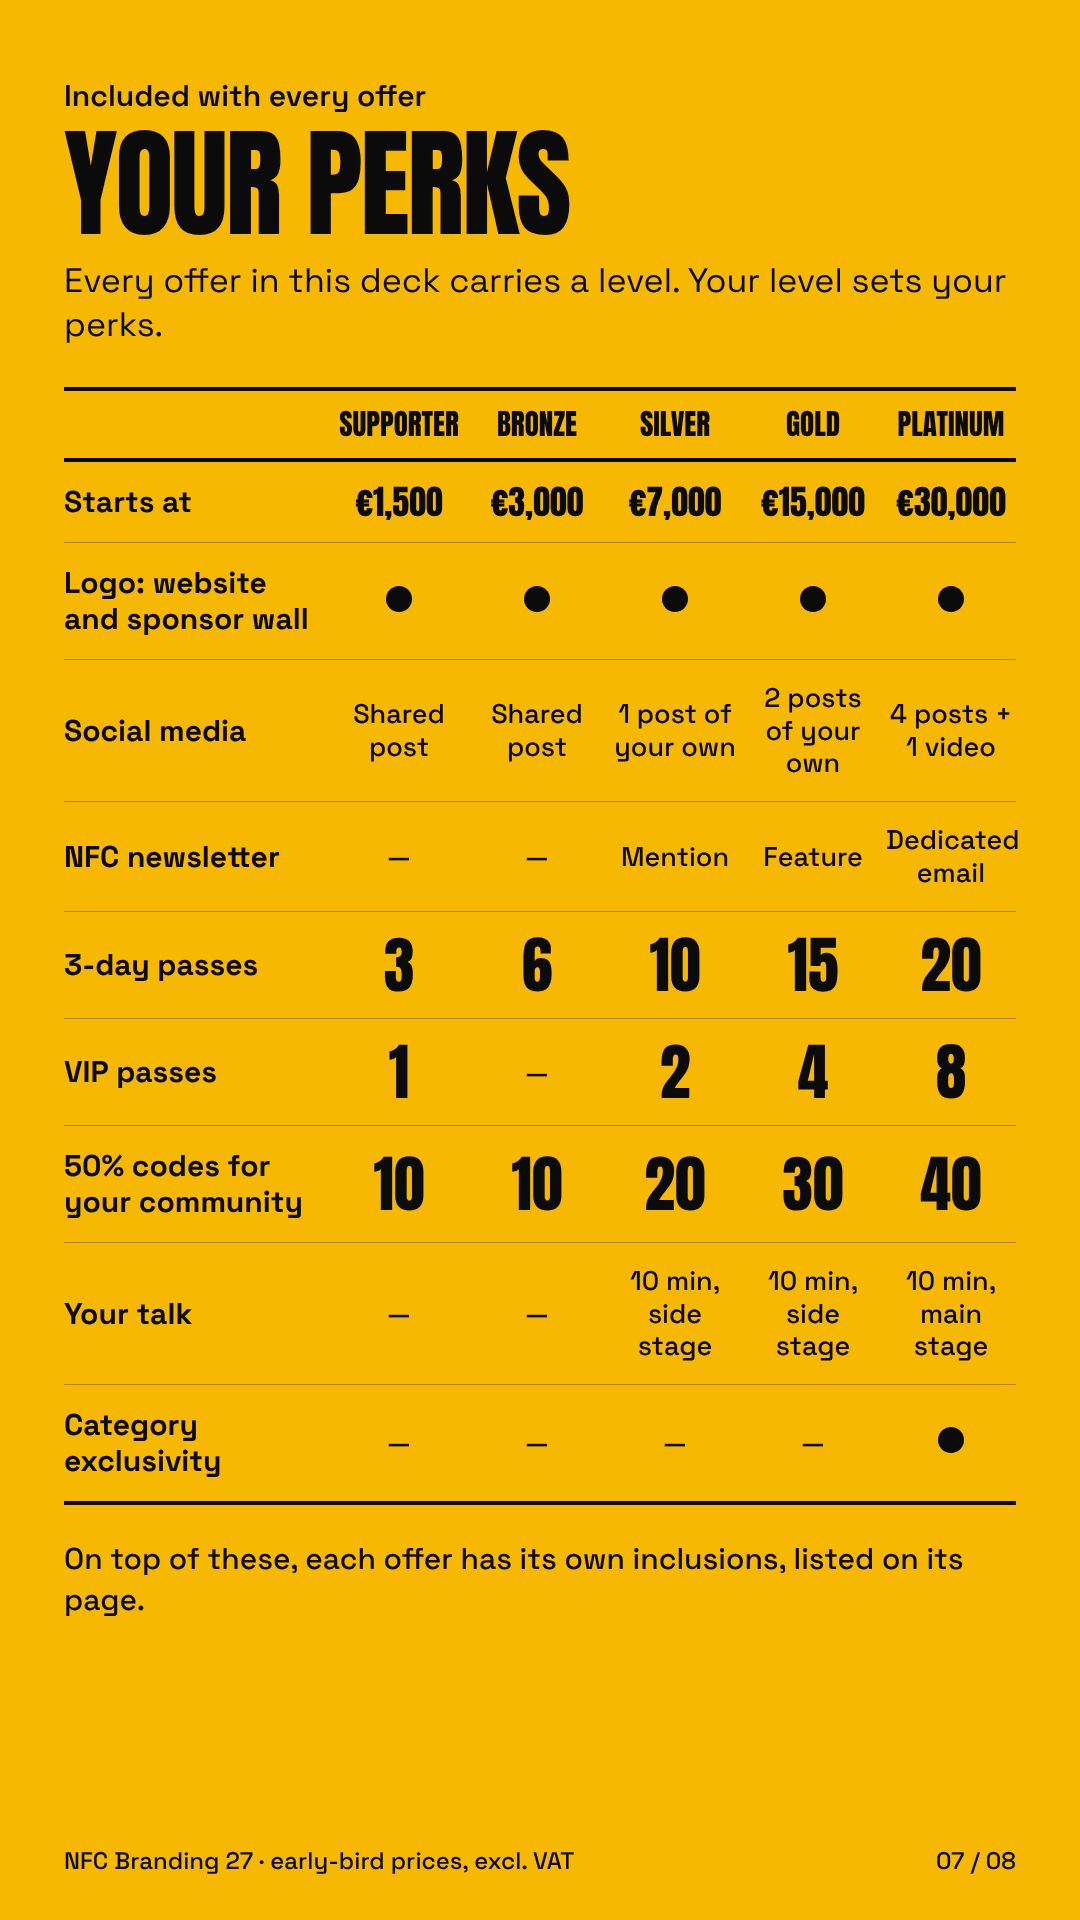 Included with every offer
YOUR PERKS
Every offer in this deck carries a level. Your level sets your
perks.
SUPPORTER BRONZE SILVER GOLD PLATINUM
Starts at €1,500 €3,000 €7,000 €15,000 €30,000
Logo: website
and sponsor wall ● ● ● ● ●
Social media Shared post Shared post 1 post of your own 2 posts of your own 4 posts + 1 video
NFC newsletter — — Mention Feature Dedicated email
3-day passes 3 6 10 15 20
VIP passes 1 — 2 4 8
50% codes for
your community 10 10 20 30 40
Your talk — — 10 min, side stage 10 min, side stage 10 min, main stage
Category
exclusivity — — — — ●
On top of these, each offer has its own inclusions, listed on its
page.
NFC Branding 27 · early-bird prices, excl. VAT 07 / 08